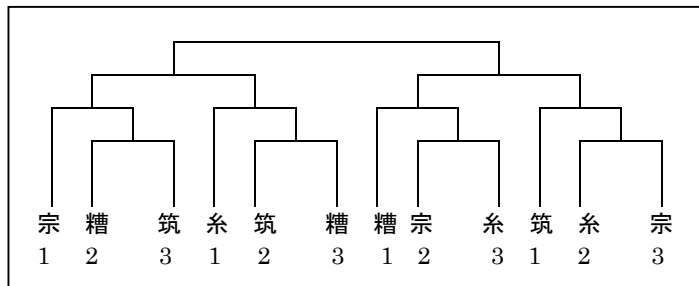 宗 糟 筑 糸 筑 糟 糟 宗 糸 筑 糸 宗
1 2 3 1 2 3 1 2 3 1 2 3